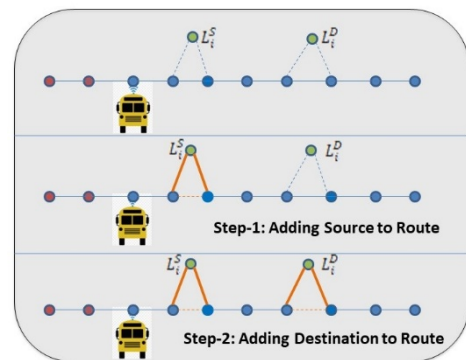 L_i^S L_i^D
L_i^S L_i^D
Step-1: Adding Source to Route
L_i^S L_i^D
Step-2: Adding Destination to Route